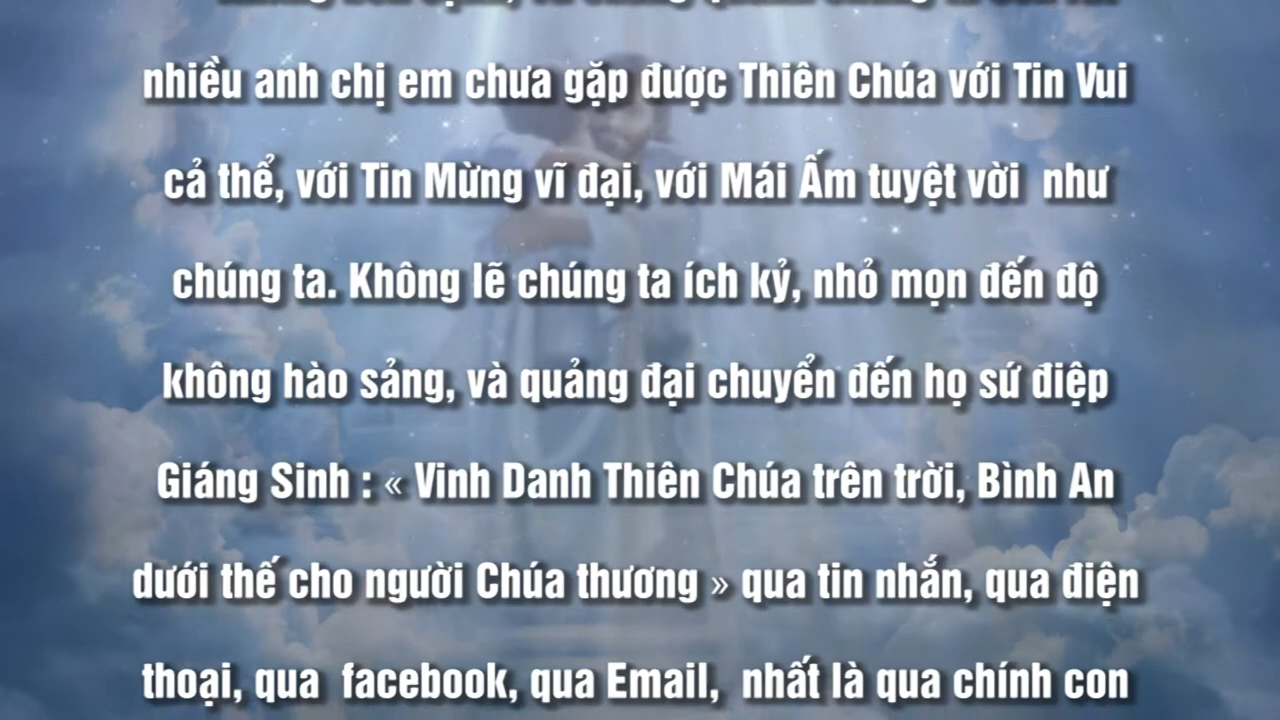 nhiều anh chị em chưa gặp được Thiên Chúa với Tin Vui
cả thể, với Tin Mừng vĩ đại, với Mái Ấm tuyệt vời như
chúng ta. Không lẽ chúng ta ích kỷ, nhỏ mọn đến độ
không hào sảng, và quảng đại chuyển đến họ sứ điệp
Giáng Sinh : « Vinh Danh Thiên Chúa trên trời, Bình An
dưới thế cho người Chúa thương » qua tin nhắn, qua điện
thoại, qua facebook, qua Email, nhất là qua chính con